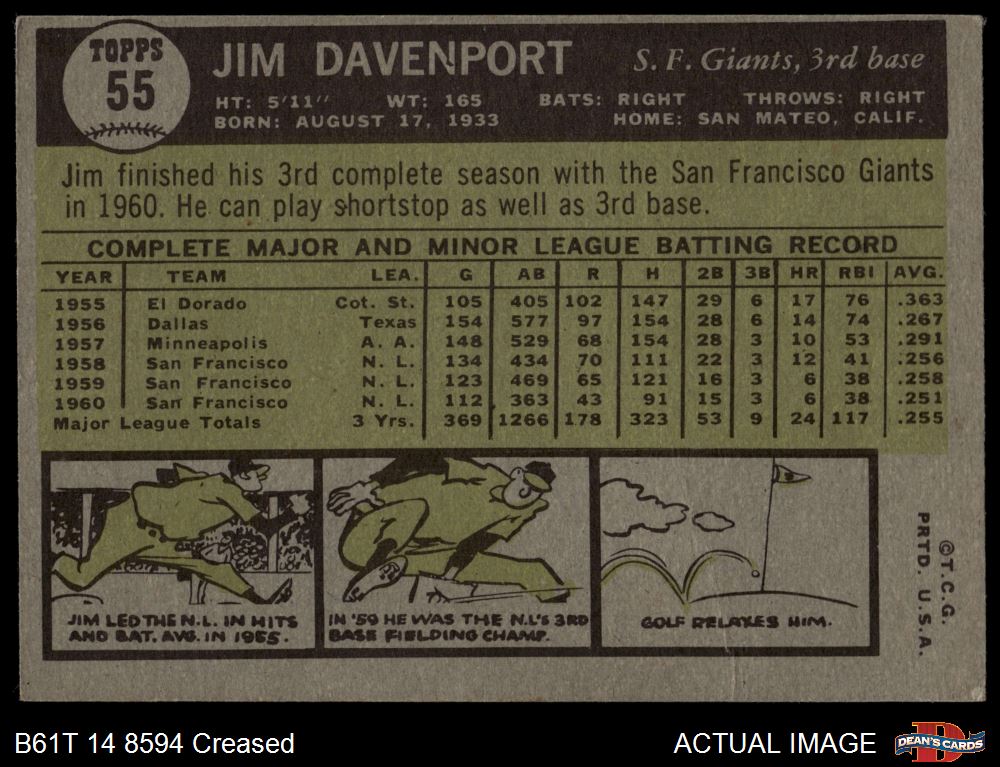 TOPPS
55
JIM DAVENPORT
S. F. Giants, 3rd base
HT: 5'11" WT: 165 BATS: RIGHT THROWS: RIGHT
BORN: AUGUST 17, 1933 HOME: SAN MATEO, CALIF.
Jim finished his 3rd complete season with the San Francisco Giants
in 1960. He can play shortstop as well as 3rd base.
COMPLETE MAJOR AND MINOR LEAGUE BATTING RECORD
YEAR TEAM LEA. G AB R H 2B 3B HR RBI AVG.
1955 El Dorado Cot. St. 105 405 102 147 29 6 17 76 .363
1956 Dallas Texas 154 577 97 154 28 6 14 74 .267
1957 Minneapolis A. A. 148 529 68 154 28 3 10 53 .291
1958 San Francisco N. L. 134 434 70 111 22 3 12 41 .256
1959 San Francisco N. L. 123 469 65 121 16 3 6 38 .258
1960 San Francisco N. L. 112 363 43 91 15 3 6 38 .251
Major League Totals 3 Yrs. 369 1266 178 323 53 9 24 117 .255
JIM LED THE N.L. IN HITS
AND BAT. AVG. IN 1955.
IN '59 HE WAS THE N.L'S 3RD
BASE FIELDING CHAMP.
GOLF RELAXES HIM.
©T.C.G.
PRTD. U.S.A.
B61T 14 8594 Creased
ACTUAL IMAGE
D
DEAN'S CARDS